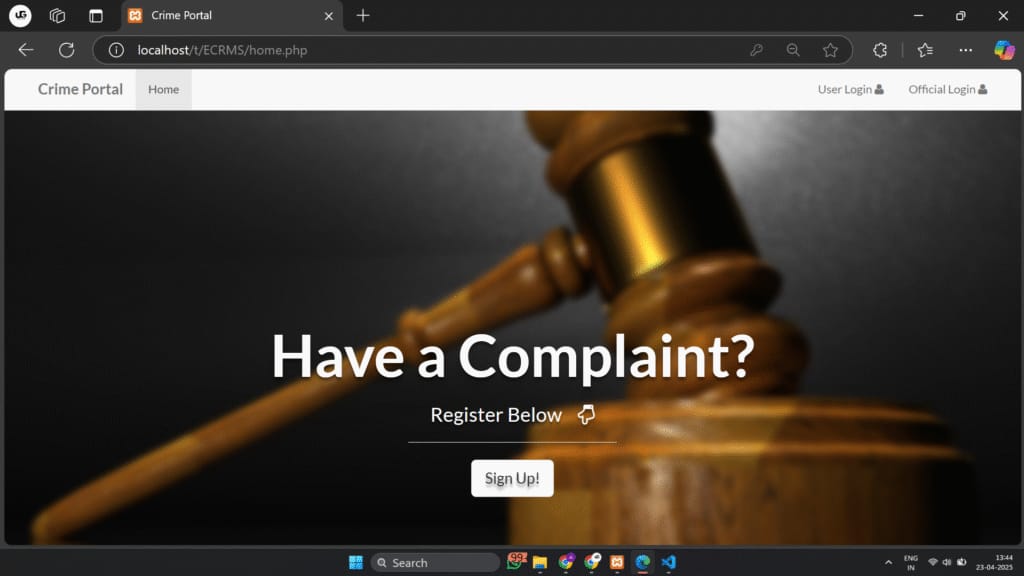 UG
Crime Portal
localhost/t/ECRMS/home.php
Crime Portal
Home
User Login
Official Login
Have a Complaint?
Register Below
Sign Up!
Search
99+
ENG
IN
13:44
23-04-2025